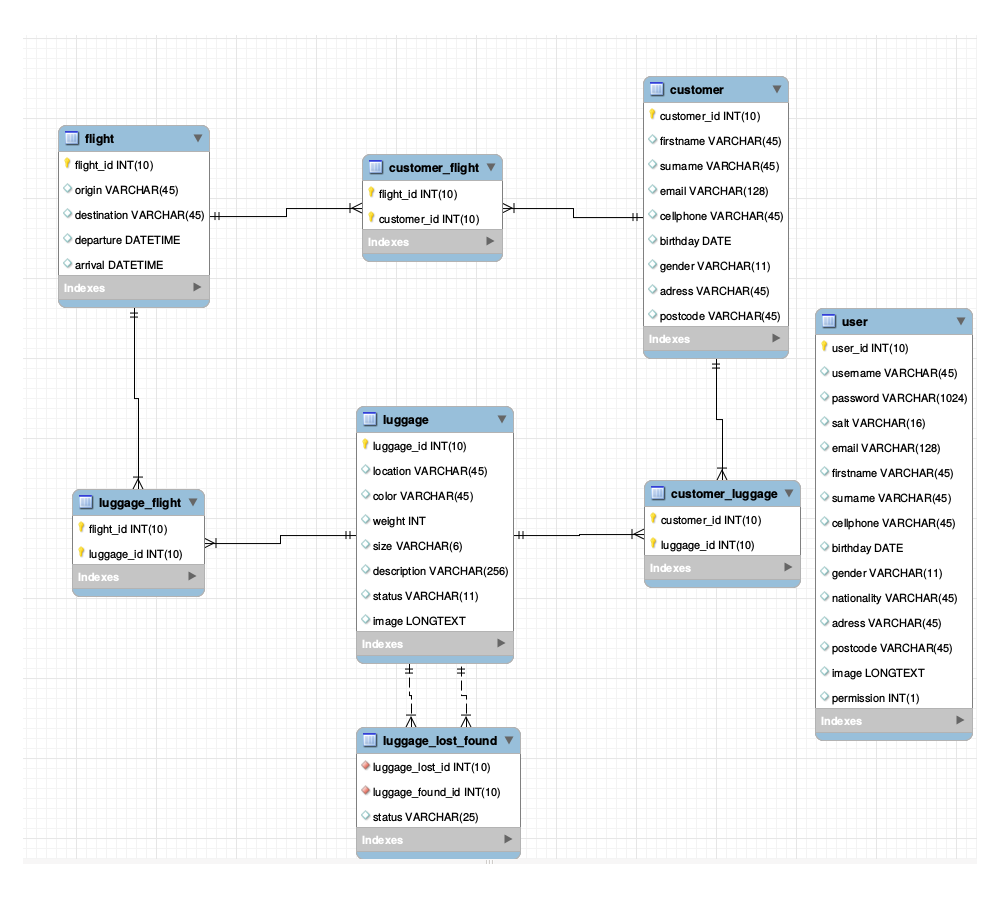 flight
flight_id INT(10)
origin VARCHAR(45)
destination VARCHAR(45)
departure DATETIME
arrival DATETIME
Indexes
customer_flight
flight_id INT(10)
customer_id INT(10)
Indexes
customer
customer_id INT(10)
firstname VARCHAR(45)
surname VARCHAR(45)
email VARCHAR(128)
cellphone VARCHAR(45)
birthday DATE
gender VARCHAR(11)
adress VARCHAR(45)
postcode VARCHAR(45)
Indexes
user
user_id INT(10)
username VARCHAR(45)
password VARCHAR(1024)
salt VARCHAR(16)
email VARCHAR(128)
firstname VARCHAR(45)
surname VARCHAR(45)
cellphone VARCHAR(45)
birthday DATE
gender VARCHAR(11)
nationality VARCHAR(45)
adress VARCHAR(45)
postcode VARCHAR(45)
image LONGTEXT
permission INT(1)
Indexes
luggage
luggage_id INT(10)
location VARCHAR(45)
color VARCHAR(45)
weight INT
size VARCHAR(6)
description VARCHAR(256)
status VARCHAR(11)
image LONGTEXT
Indexes
luggage_flight
flight_id INT(10)
luggage_id INT(10)
Indexes
customer_luggage
customer_id INT(10)
luggage_id INT(10)
Indexes
luggage_lost_found
luggage_lost_id INT(10)
luggage_found_id INT(10)
status VARCHAR(25)
Indexes